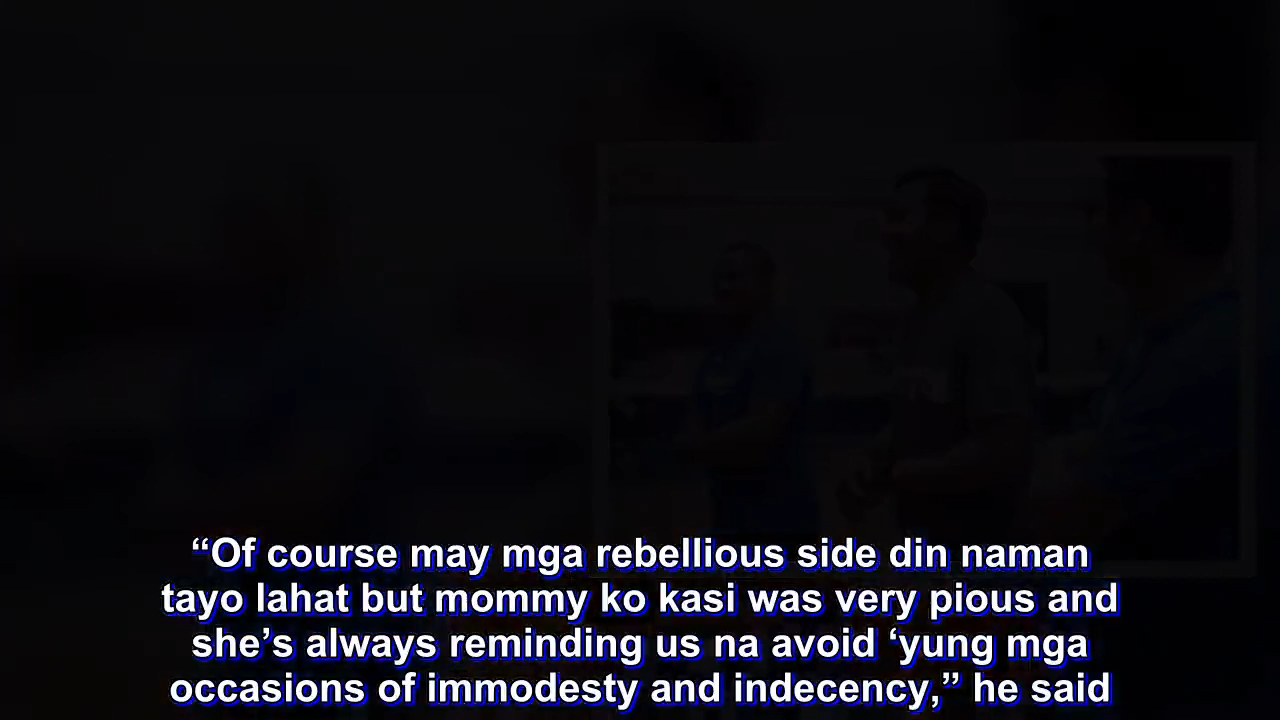 “Of course may mga rebellious side din naman
tayo lahat but mommy ko kasi was very pious and
she’s always reminding us na avoid ‘yung mga
occasions of immodesty and indecency,” he said